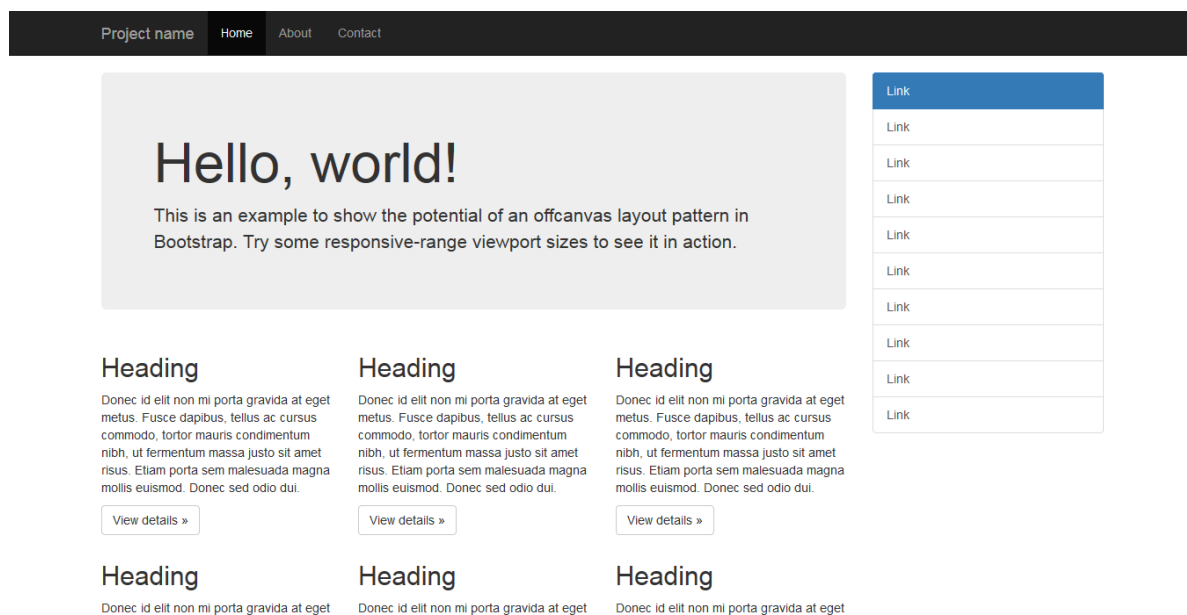 Project name Home About Contact
Hello, world!
This is an example to show the potential of an offcanvas layout pattern in
Bootstrap. Try some responsive-range viewport sizes to see it in action.
Heading
Donec id elit non mi porta gravida at eget
metus. Fusce dapibus, tellus ac cursus
commodo, tortor mauris condimentum
nibh, ut fermentum massa justo sit amet
risus. Etiam porta sem malesuada magna
mollis euismod. Donec sed odio dui.
View details »
Heading
Donec id elit non mi porta gravida at eget
metus. Fusce dapibus, tellus ac cursus
commodo, tortor mauris condimentum
nibh, ut fermentum massa justo sit amet
risus. Etiam porta sem malesuada magna
mollis euismod. Donec sed odio dui.
View details »
Heading
Donec id elit non mi porta gravida at eget
metus. Fusce dapibus, tellus ac cursus
commodo, tortor mauris condimentum
nibh, ut fermentum massa justo sit amet
risus. Etiam porta sem malesuada magna
mollis euismod. Donec sed odio dui.
View details »
Heading
Donec id elit non mi porta gravida at eget
Heading
Donec id elit non mi porta gravida at eget
Heading
Donec id elit non mi porta gravida at eget
Link
Link
Link
Link
Link
Link
Link
Link
Link
Link